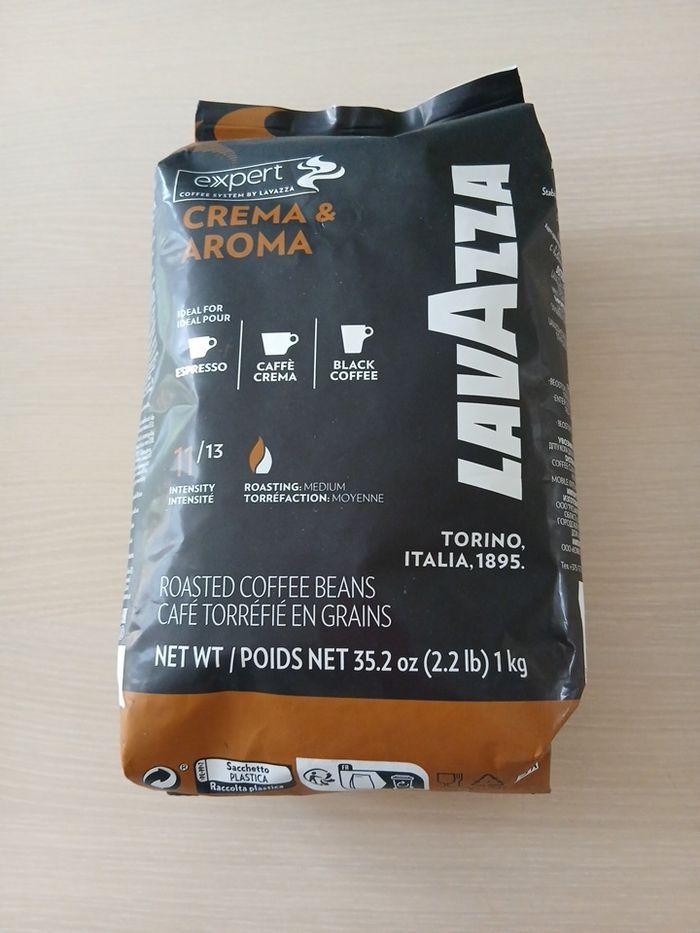 expert
COFFEE SYSTEM BY LAVAZZA
CREMA &
AROMA
LAVAZZA
IDEAL FOR
IDÉAL POUR
ESPRESSO
CAFFÈ
CREMA
BLACK
COFFEE
11/13
INTENSITY
INTENSITÉ
ROASTING: MEDIUM
TORRÉFACTION: MOYENNE
TORINO,
ITALIA, 1895.
ROASTED COFFEE BEANS
CAFÉ TORRÉFIÉ EN GRAINS
NET WT / POIDS NET 35.2 oz (2.2 lb) 1 kg
Sacchetto
PLASTICA
Raccolta plastica
FR